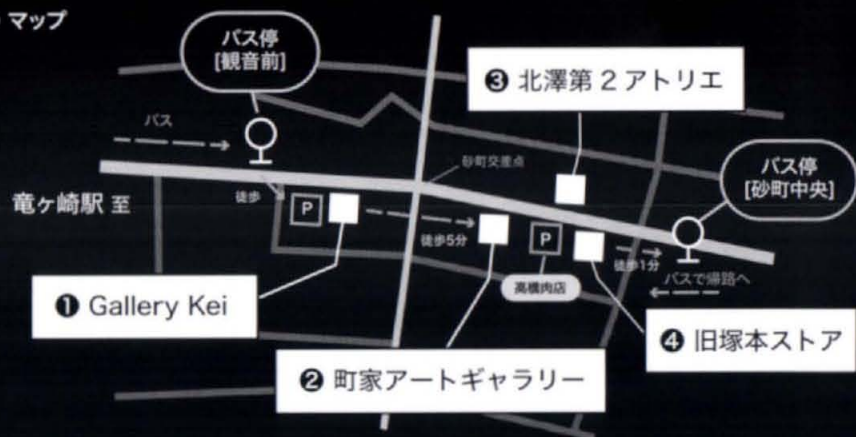 マップ
バス停
[観音前]
❸ 北澤第 2 アトリエ
バス
砂町交差点
バス停
[砂町中央]
竜ヶ崎駅 至
徒歩
P
徒歩5分
P
徒歩1分
バスで帰路へ
高橋肉店
❶ Gallery Kei
❹ 旧塚本ストア
❷ 町家アートギャラリー